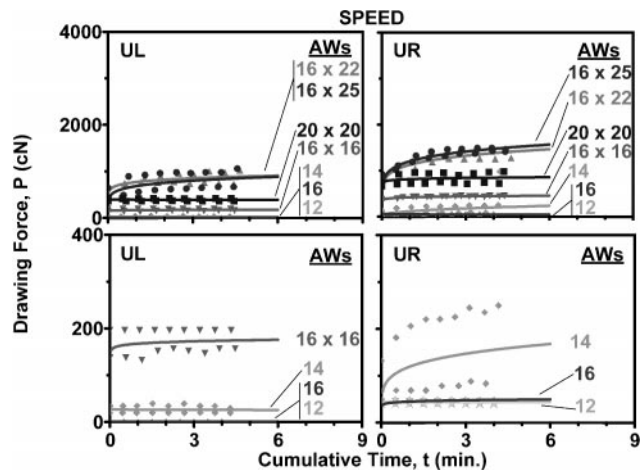 SPEED
4000
UL
AWs
16 x 22
16 x 25
20 x 20
16 x 16
14
16
12
UR
AWs
16 x 25
16 x 22
20 x 20
16 x 16
14
16
12
2000
0
Drawing Force, P (cN)
400
UL
AWs
16 x 16
14
16
12
UR
AWs
14
16
12
200
0
0 3 6 9 0 3 6 9
Cumulative Time, t (min.)